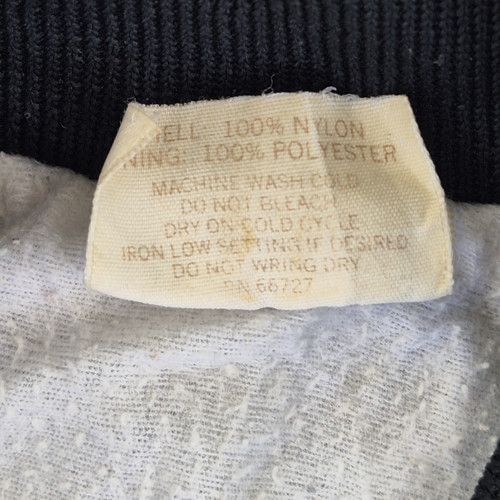 ELL: 100% NYLON
NING: 100% POLYESTER
MACHINE WASH COLD
DO NOT BLEACH
DRY ON COLD CYCLE
IRON LOW SETTING IF DESIRED
DO NOT WRING DRY
RN 66727